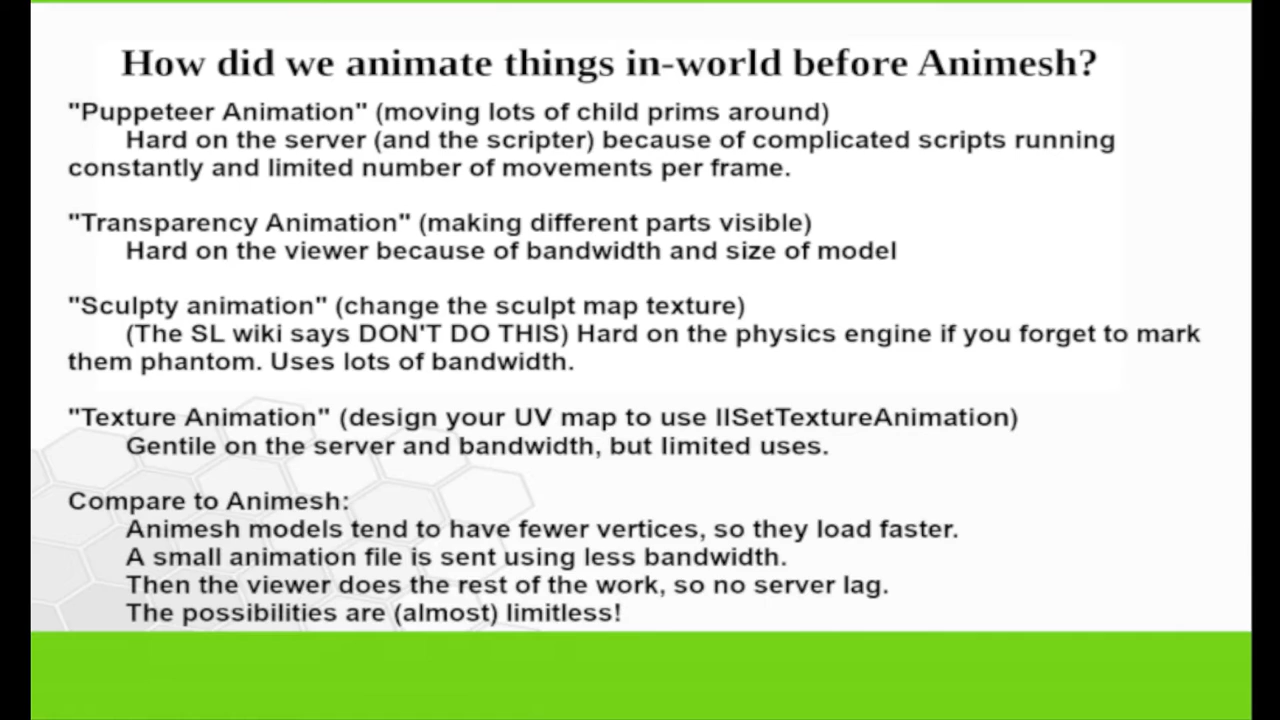 How did we animate things in-world before Animesh?
"Puppeteer Animation" (moving lots of child prims around)
Hard on the server (and the scripter) because of complicated scripts running
constantly and limited number of movements per frame.
"Transparency Animation" (making different parts visible)
Hard on the viewer because of bandwidth and size of model
"Sculpty animation" (change the sculpt map texture)
(The SL wiki says DON'T DO THIS) Hard on the physics engine if you forget to mark
them phantom. Uses lots of bandwidth.
"Texture Animation" (design your UV map to use llSetTextureAnimation)
Gentile on the server and bandwidth, but limited uses.
Compare to Animesh:
Animesh models tend to have fewer vertices, so they load faster.
A small animation file is sent using less bandwidth.
Then the viewer does the rest of the work, so no server lag.
The possibilities are (almost) limitless!